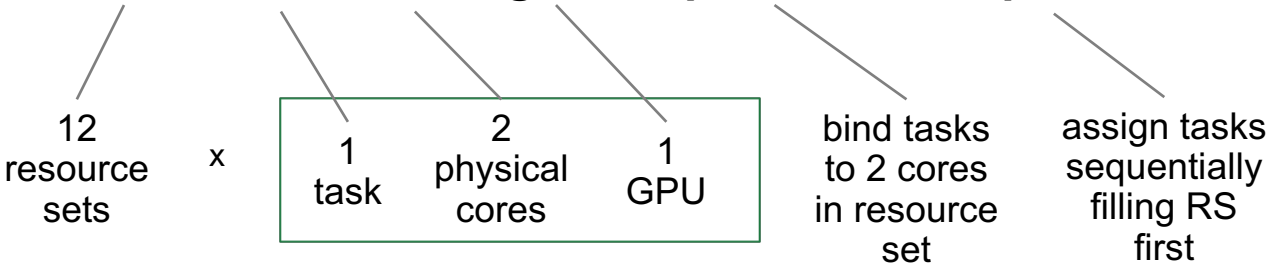 12
resource
sets
x
1
task
2
physical
cores
1
GPU
bind tasks
to 2 cores
in resource
set
assign tasks
sequentially
filling RS
first